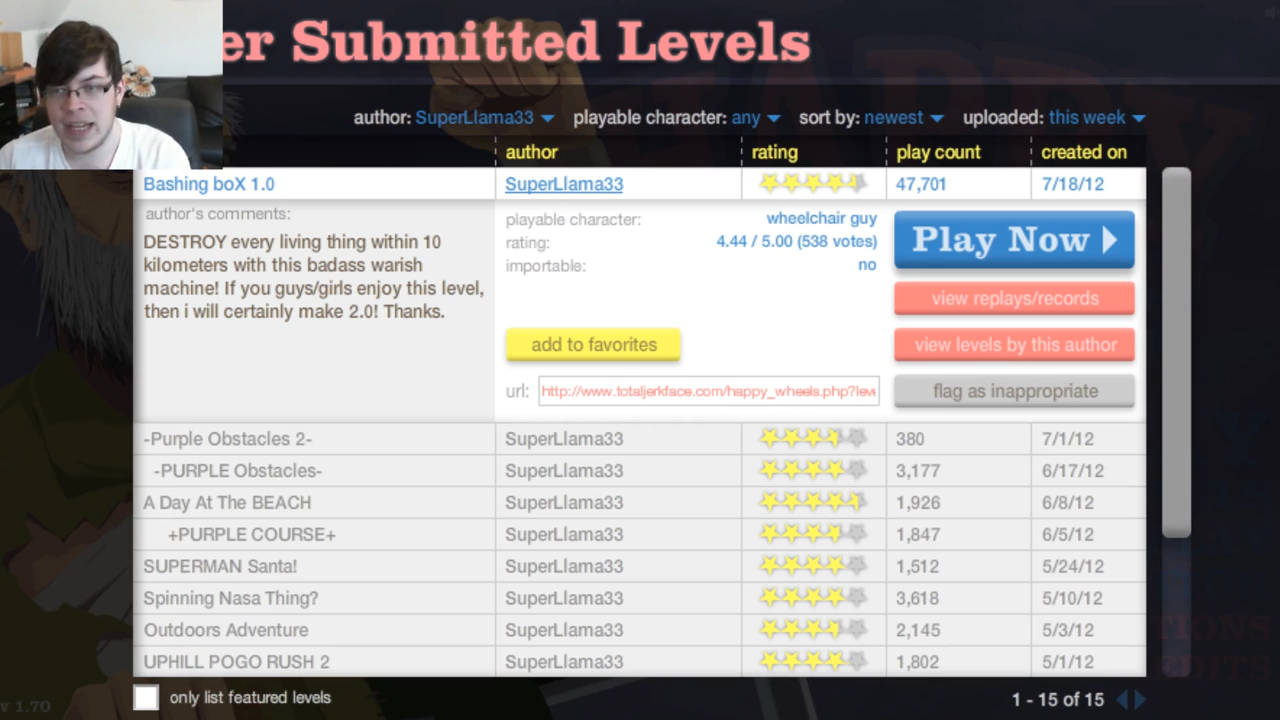 er Submitted Levels
author: SuperLlama33 playable character: any sort by: newest uploaded: this week
author rating play count created on
Bashing boX 1.0 SuperLlama33 47,701 7/18/12
author's comments:
DESTROY every living thing within 10
kilometers with this badass warish
machine! If you guys/girls enjoy this level,
then i will certainly make 2.0! Thanks.
playable character: wheelchair guy
rating: 4.44 / 5.00 (538 votes)
importable: no
add to favorites
url: http://www.totaljerkface.com/happy_wheels.php?leve
Play Now
view replays/records
view levels by this author
flag as inappropriate
-Purple Obstacles 2- SuperLlama33 380 7/1/12
-PURPLE Obstacles- SuperLlama33 3,177 6/17/12
A Day At The BEACH SuperLlama33 1,926 6/8/12
+PURPLE COURSE+ SuperLlama33 1,847 6/5/12
SUPERMAN Santa! SuperLlama33 1,512 5/24/12
Spinning Nasa Thing? SuperLlama33 3,618 5/10/12
Outdoors Adventure SuperLlama33 2,145 5/3/12
UPHILL POGO RUSH 2 SuperLlama33 1,802 5/1/12
only list featured levels
1 - 15 of 15
v 1.70